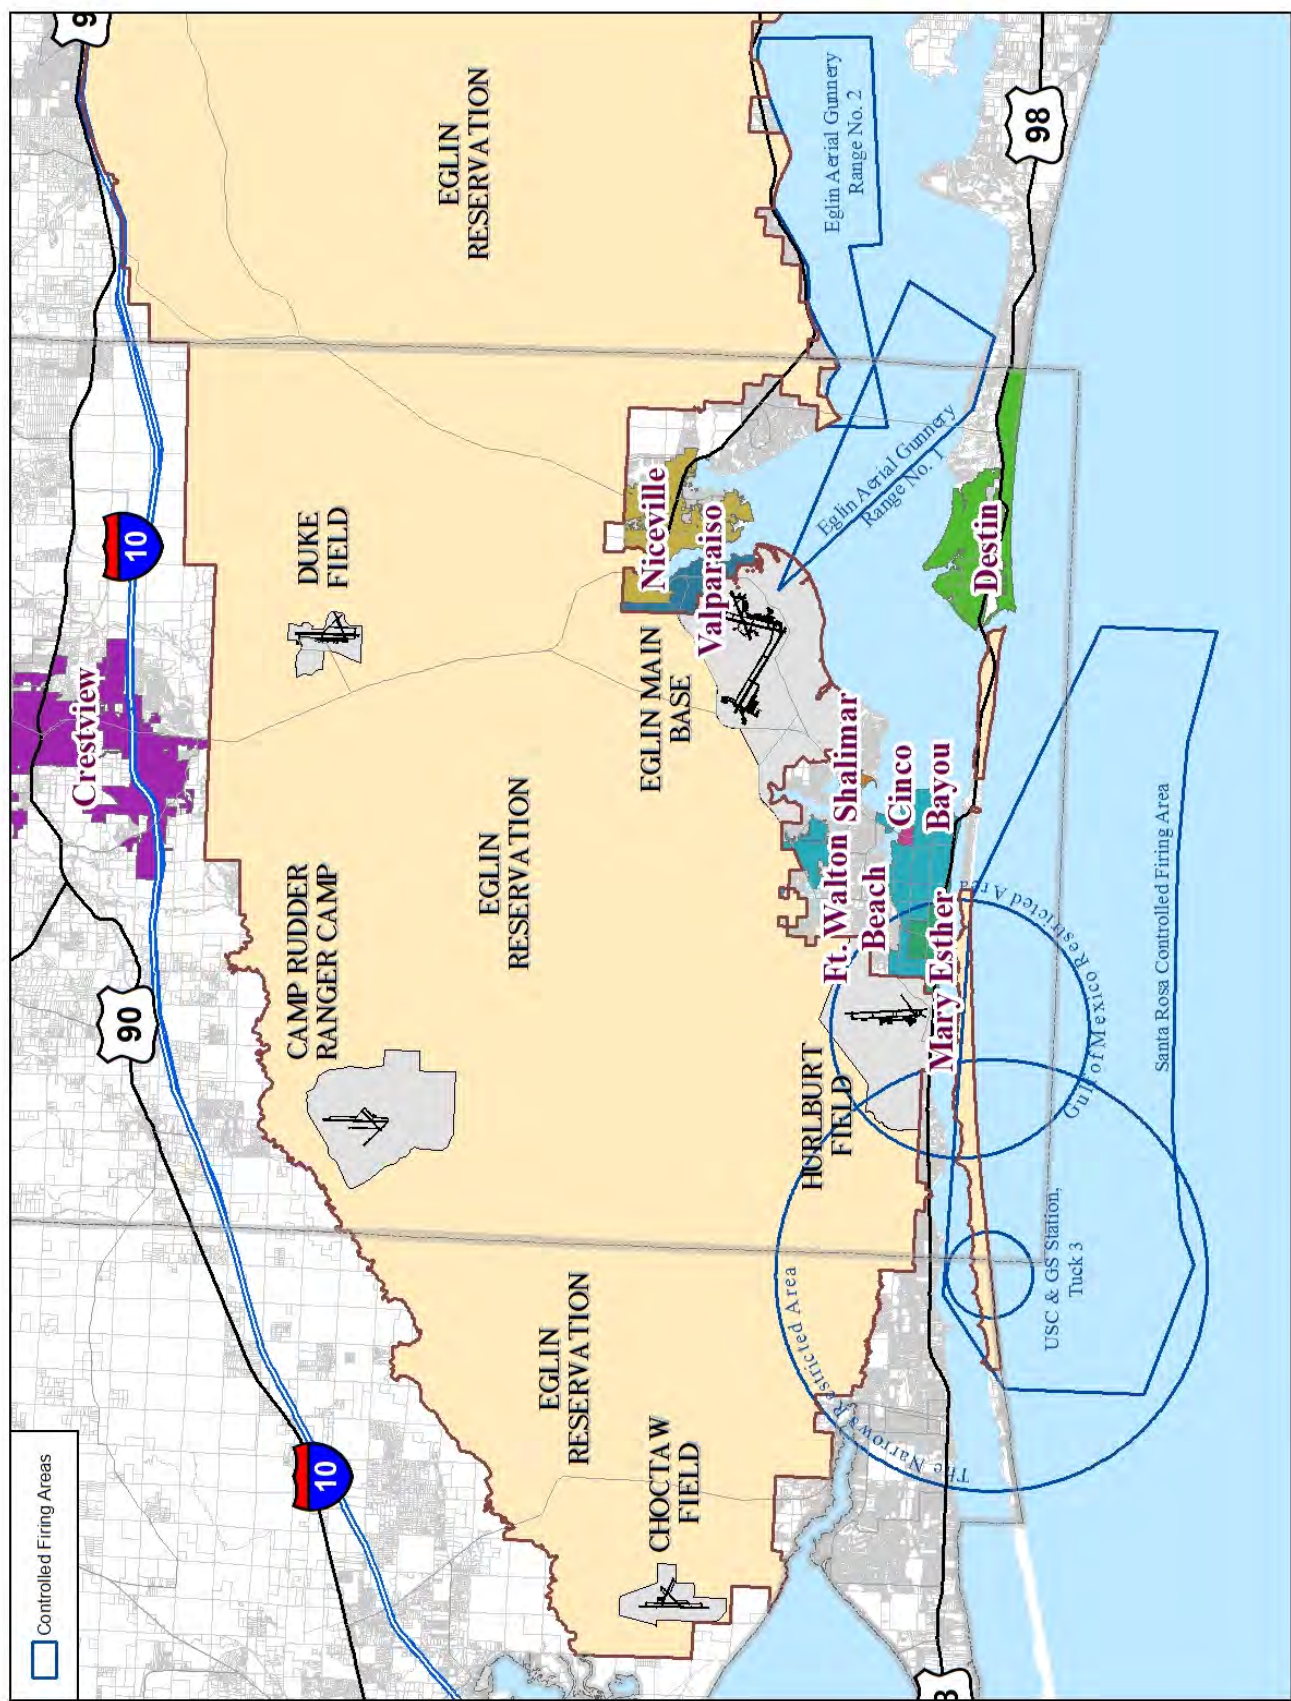 Controlled Firing Areas
10
90
10
9
98
Crestview
CAMP RUDDER
RANGER CAMP
DUKE
FIELD
EGLIN
RESERVATION
EGLIN
RESERVATION
EGLIN
RESERVATION
CHOCTAW
FIELD
EGLIN MAIN
BASE
Niceville
Valparaiso
HURLBURT
FIELD
Ft. Walton
Beach
Shalimar
Cinco
Bayou
Mary Esther
Destin
Eglin Aerial Gunnery
Range No. 2
Eglin Aerial Gunnery
Range No. 1
The Narrows Restricted Area
Gulf of Mexico Restricted Area
USC & GS Station,
Tuck 3
Santa Rosa Controlled Firing Area